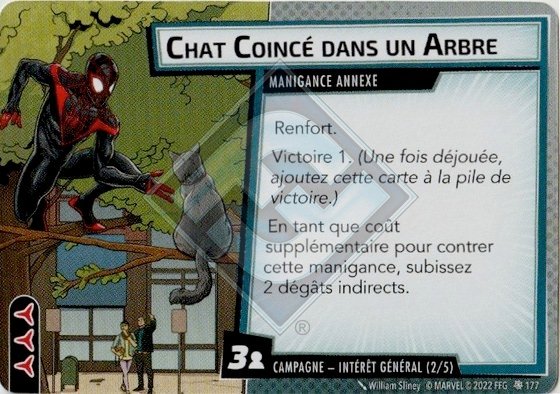 Chat Coincé dans un Arbre
MANIGANCE ANNEXE
Renfort.
Victoire 1. (Une fois déjouée,
ajoutez cette carte à la pile de
victoire.)
En tant que coût
supplémentaire pour contrer
cette manigance, subissez
2 dégâts indirects.
®
3
CAMPAGNE – INTÉRÊT GÉNÉRAL (2/5)
William Sliney © MARVEL © 2022 FFG 177